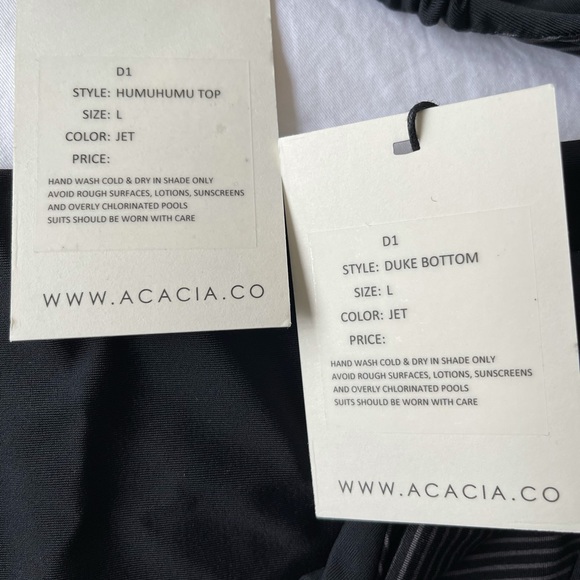 D1
STYLE: HUMUHUMU TOP
SIZE: L
COLOR: JET
PRICE:
HAND WASH COLD & DRY IN SHADE ONLY
AVOID ROUGH SURFACES, LOTIONS, SUNSCREENS
AND OVERLY CHLORINATED POOLS
SUITS SHOULD BE WORN WITH CARE
WWW.ACACIA.CO
D1
STYLE: DUKE BOTTOM
SIZE: L
COLOR: JET
PRICE:
HAND WASH COLD & DRY IN SHADE ONLY
AVOID ROUGH SURFACES, LOTIONS, SUNSCREENS
AND OVERLY CHLORINATED POOLS
SUITS SHOULD BE WORN WITH CARE
WWW.ACACIA.CO